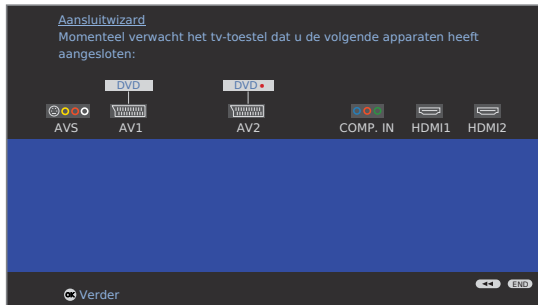 Aansluitwizard
Momenteel verwacht het tv-toestel dat u de volgende apparaten heeft
aangesloten:
DVD DVD
AVS AV1 AV2 COMP. IN HDMI1 HDMI2
OK Verder
END